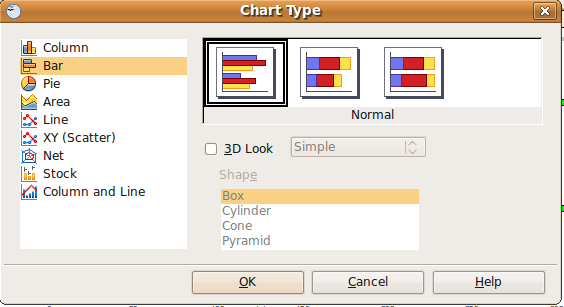 Chart Type
Column
Bar
Pie
Area
Line
XY (Scatter)
Net
Stock
Column and Line
Normal
3D Look
Simple
Shape
Box
Cylinder
Cone
Pyramid
OK
Cancel
Help